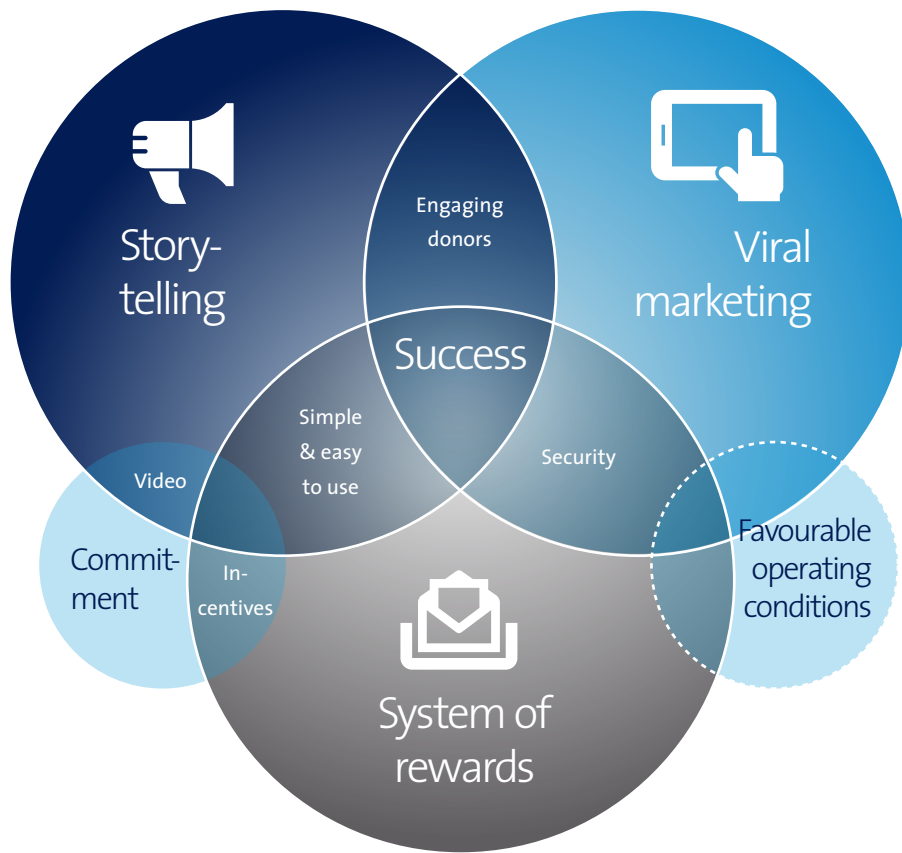 Engaging
donors
Story-
telling
Viral
marketing
Success
Simple
& easy
to use
Security
Video
Commit-
ment
In-
centives
Favourable
operating
conditions
System of
rewards